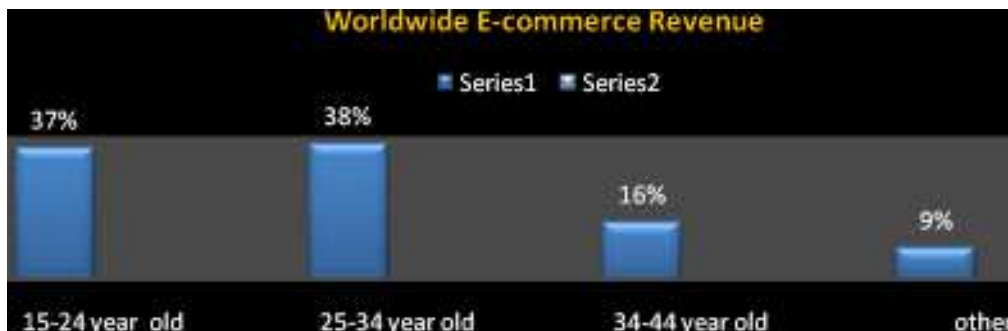 Worldwide E-commerce Revenue
Series1 Series2
37% 38% 16% 9%
15-24 year old 25-34 year old 34-44 year old other